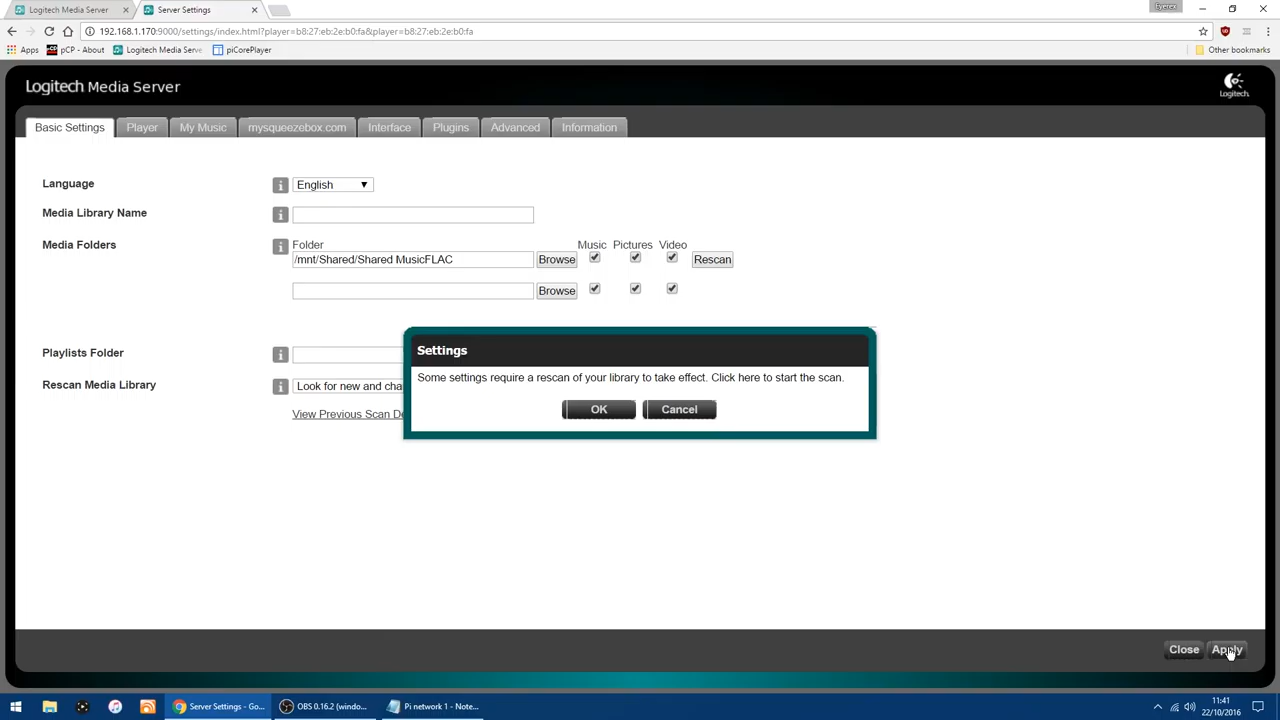 Logitech Media Server
Server Settings
Everex
192.168.1.170:9000/settings/index.html?player=b8:27:eb:2e:b0:fa&player=b8:27:eb:2e:b0:fa
Apps
pCP - About
Logitech Media Serve
piCorePlayer
Other bookmarks
Logitech Media Server
Logitech
Basic Settings
Player
My Music
mysqueezebox.com
Interface
Plugins
Advanced
Information
Language
English
Media Library Name
Media Folders
Folder
Music
Pictures
Video
/mnt/Shared/Shared MusicFLAC
Browse
Rescan
Browse
Playlists Folder
Rescan Media Library
Look for new and cha
View Previous Scan De
Settings
Some settings require a rescan of your library to take effect. Click here to start the scan.
OK
Cancel
Close
Apply
Server Settings - Go...
OBS 0.16.2 (windo...
Pi network 1 - Note...
11:41
22/10/2016